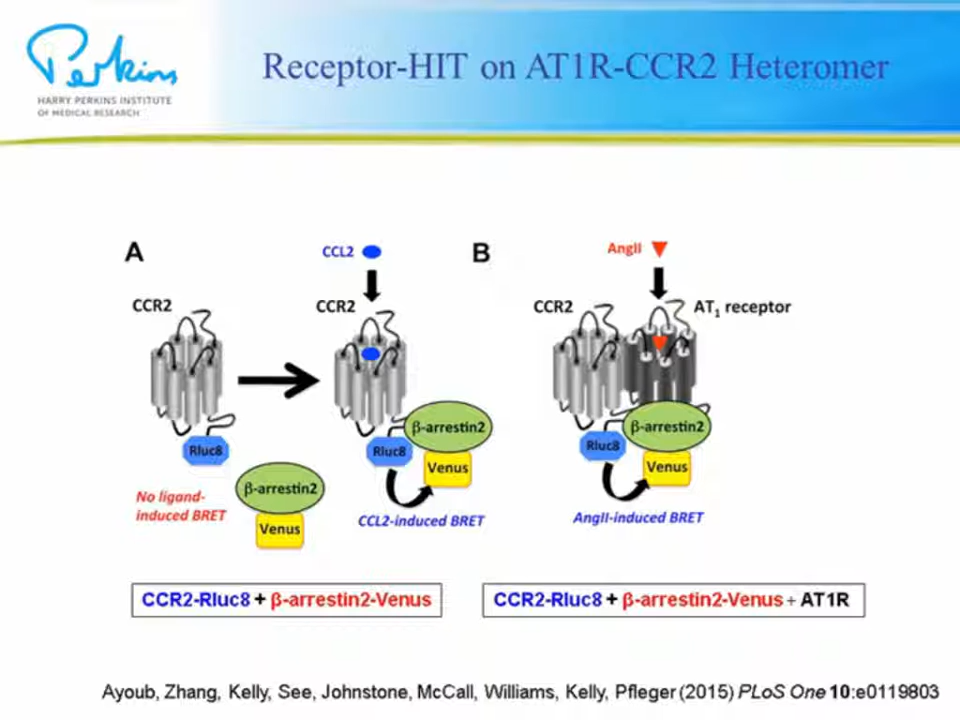 Perkins
HARRY PERKINS INSTITUTE
OF MEDICAL RESEARCH
Receptor-HIT on AT1R-CCR2 Heteromer
A
CCL2
CCR2
CCR2
Rluc8
β-arrestin2
Venus
No ligand-
induced BRET
Rluc8
β-arrestin2
Venus
CCL2-induced BRET
CCR2-Rluc8 + β-arrestin2-Venus
B
AngII
CCR2
AT₁ receptor
Rluc8
β-arrestin2
Venus
AngII-induced BRET
CCR2-Rluc8 + β-arrestin2-Venus + AT1R
Ayoub, Zhang, Kelly, See, Johnstone, McCall, Williams, Kelly, Pfleger (2015) PLoS One 10:e0119803